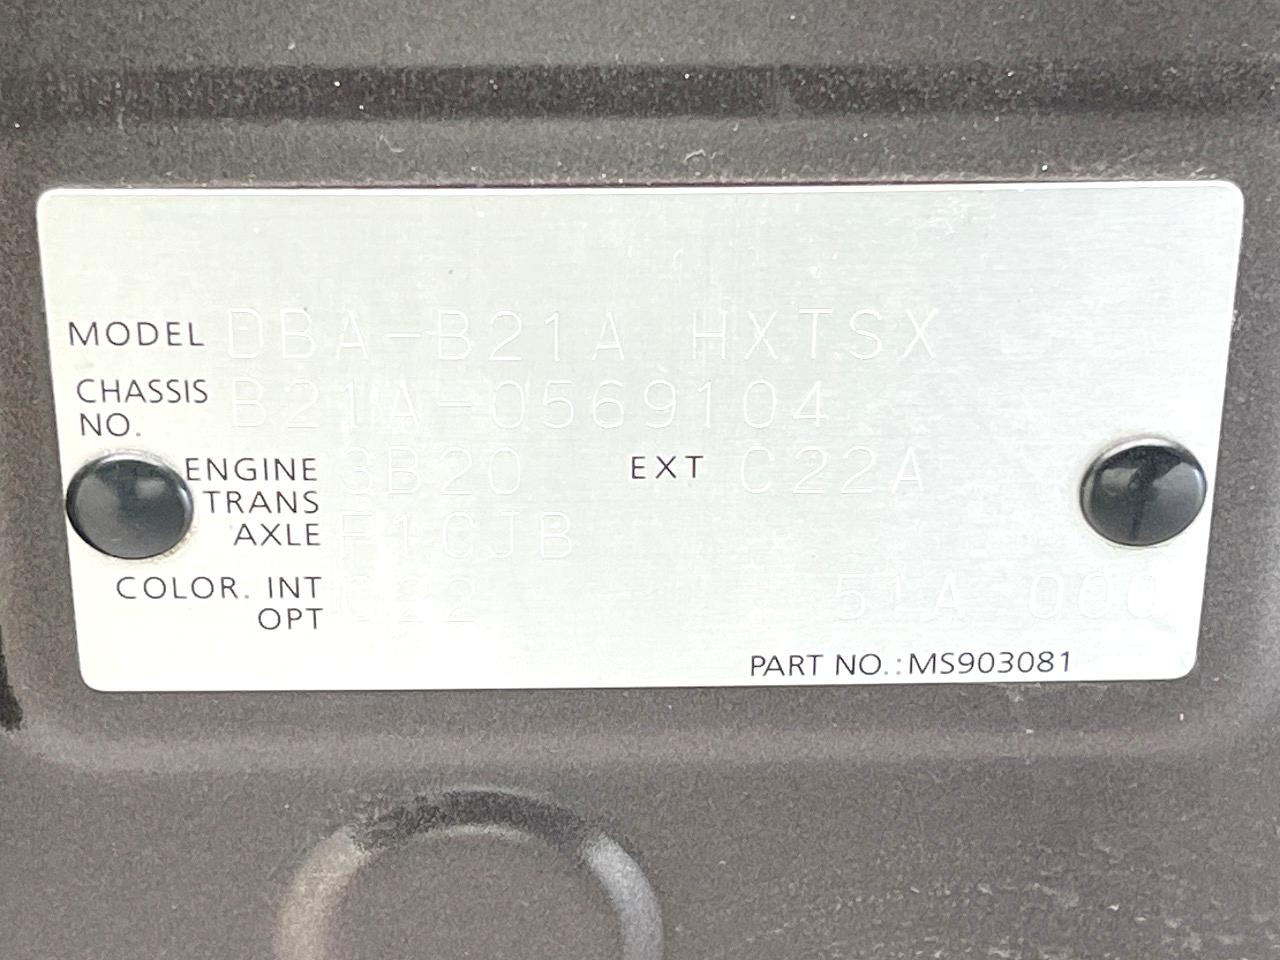 MODEL DBA-B21A HXTSX
CHASSIS
NO. B21A-0569104
ENGINE 3B20 EXT C22A
TRANS
AXLE F1CJB
COLOR. INT
OPT C22 51A 000
PART NO.:MS903081